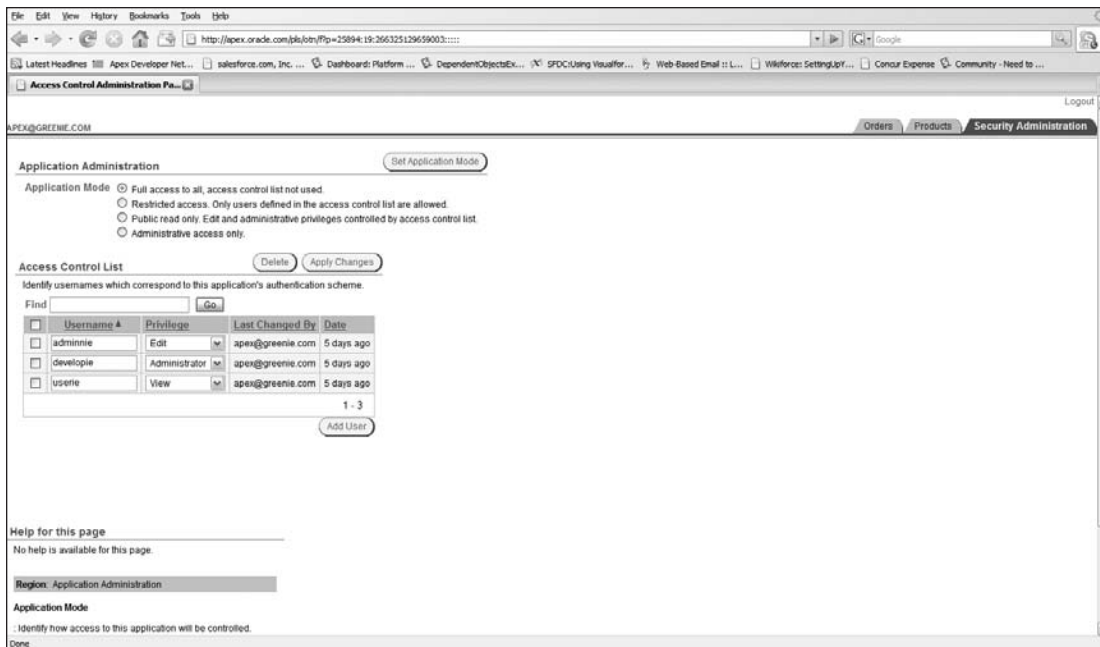 File Edit View History Bookmarks Tools Help
http://apex.oracle.com/pls/otn/f?p=25894:19:266325129659003:::::
Google
Latest Headlines Apex Developer Net... salesforce.com, Inc. ... Dashboard: Platform ... DependentObjectsEx... SFDC:Using Visualfor... Web-Based Email :: L... Wikiforce: SettingUpY... Concur Expense Community - Need to ...
Access Control Administration Pa...
Logout
APEX@GREENIE.COM
Orders Products Security Administration
Application Administration
Set Application Mode
Application Mode Full access to all, access control list not used.
Restricted access. Only users defined in the access control list are allowed.
Public read only. Edit and administrative privileges controlled by access control list.
Administrative access only.
Access Control List
Delete Apply Changes
Identify usernames which correspond to this application's authentication scheme.
Find Go
Username Privilege Last Changed By Date
adminnie Edit apex@greenie.com 5 days ago
developie Administrator apex@greenie.com 5 days ago
userie View apex@greenie.com 5 days ago
1 - 3
Add User
Help for this page
No help is available for this page.
Region: Application Administration
Application Mode
: Identify how access to this application will be controlled.
Done